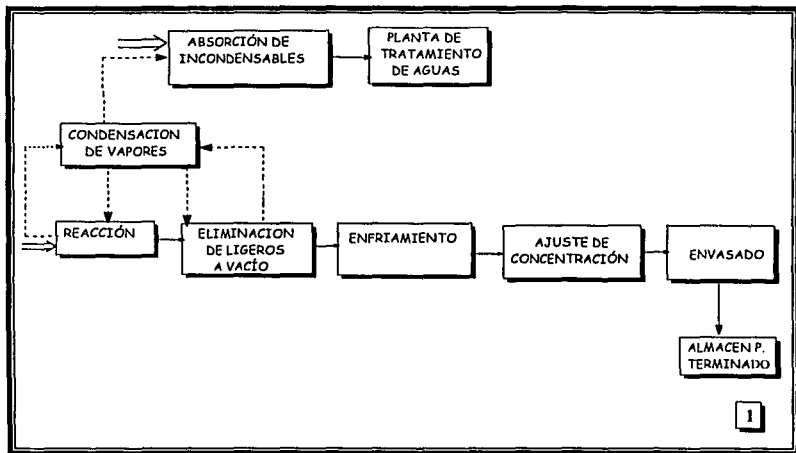 ABSORCIÓN DE
INCONDENSABLES
PLANTA DE
TRATAMIENTO
DE AGUAS
CONDENSACION
DE VAPORES
REACCIÓN
ELIMINACION
DE LIGEROS
A VACÍO
ENFRIAMIENTO
AJUSTE DE
CONCENTRACIÓN
ENVASADO
ALMACEN P.
TERMINADO
1